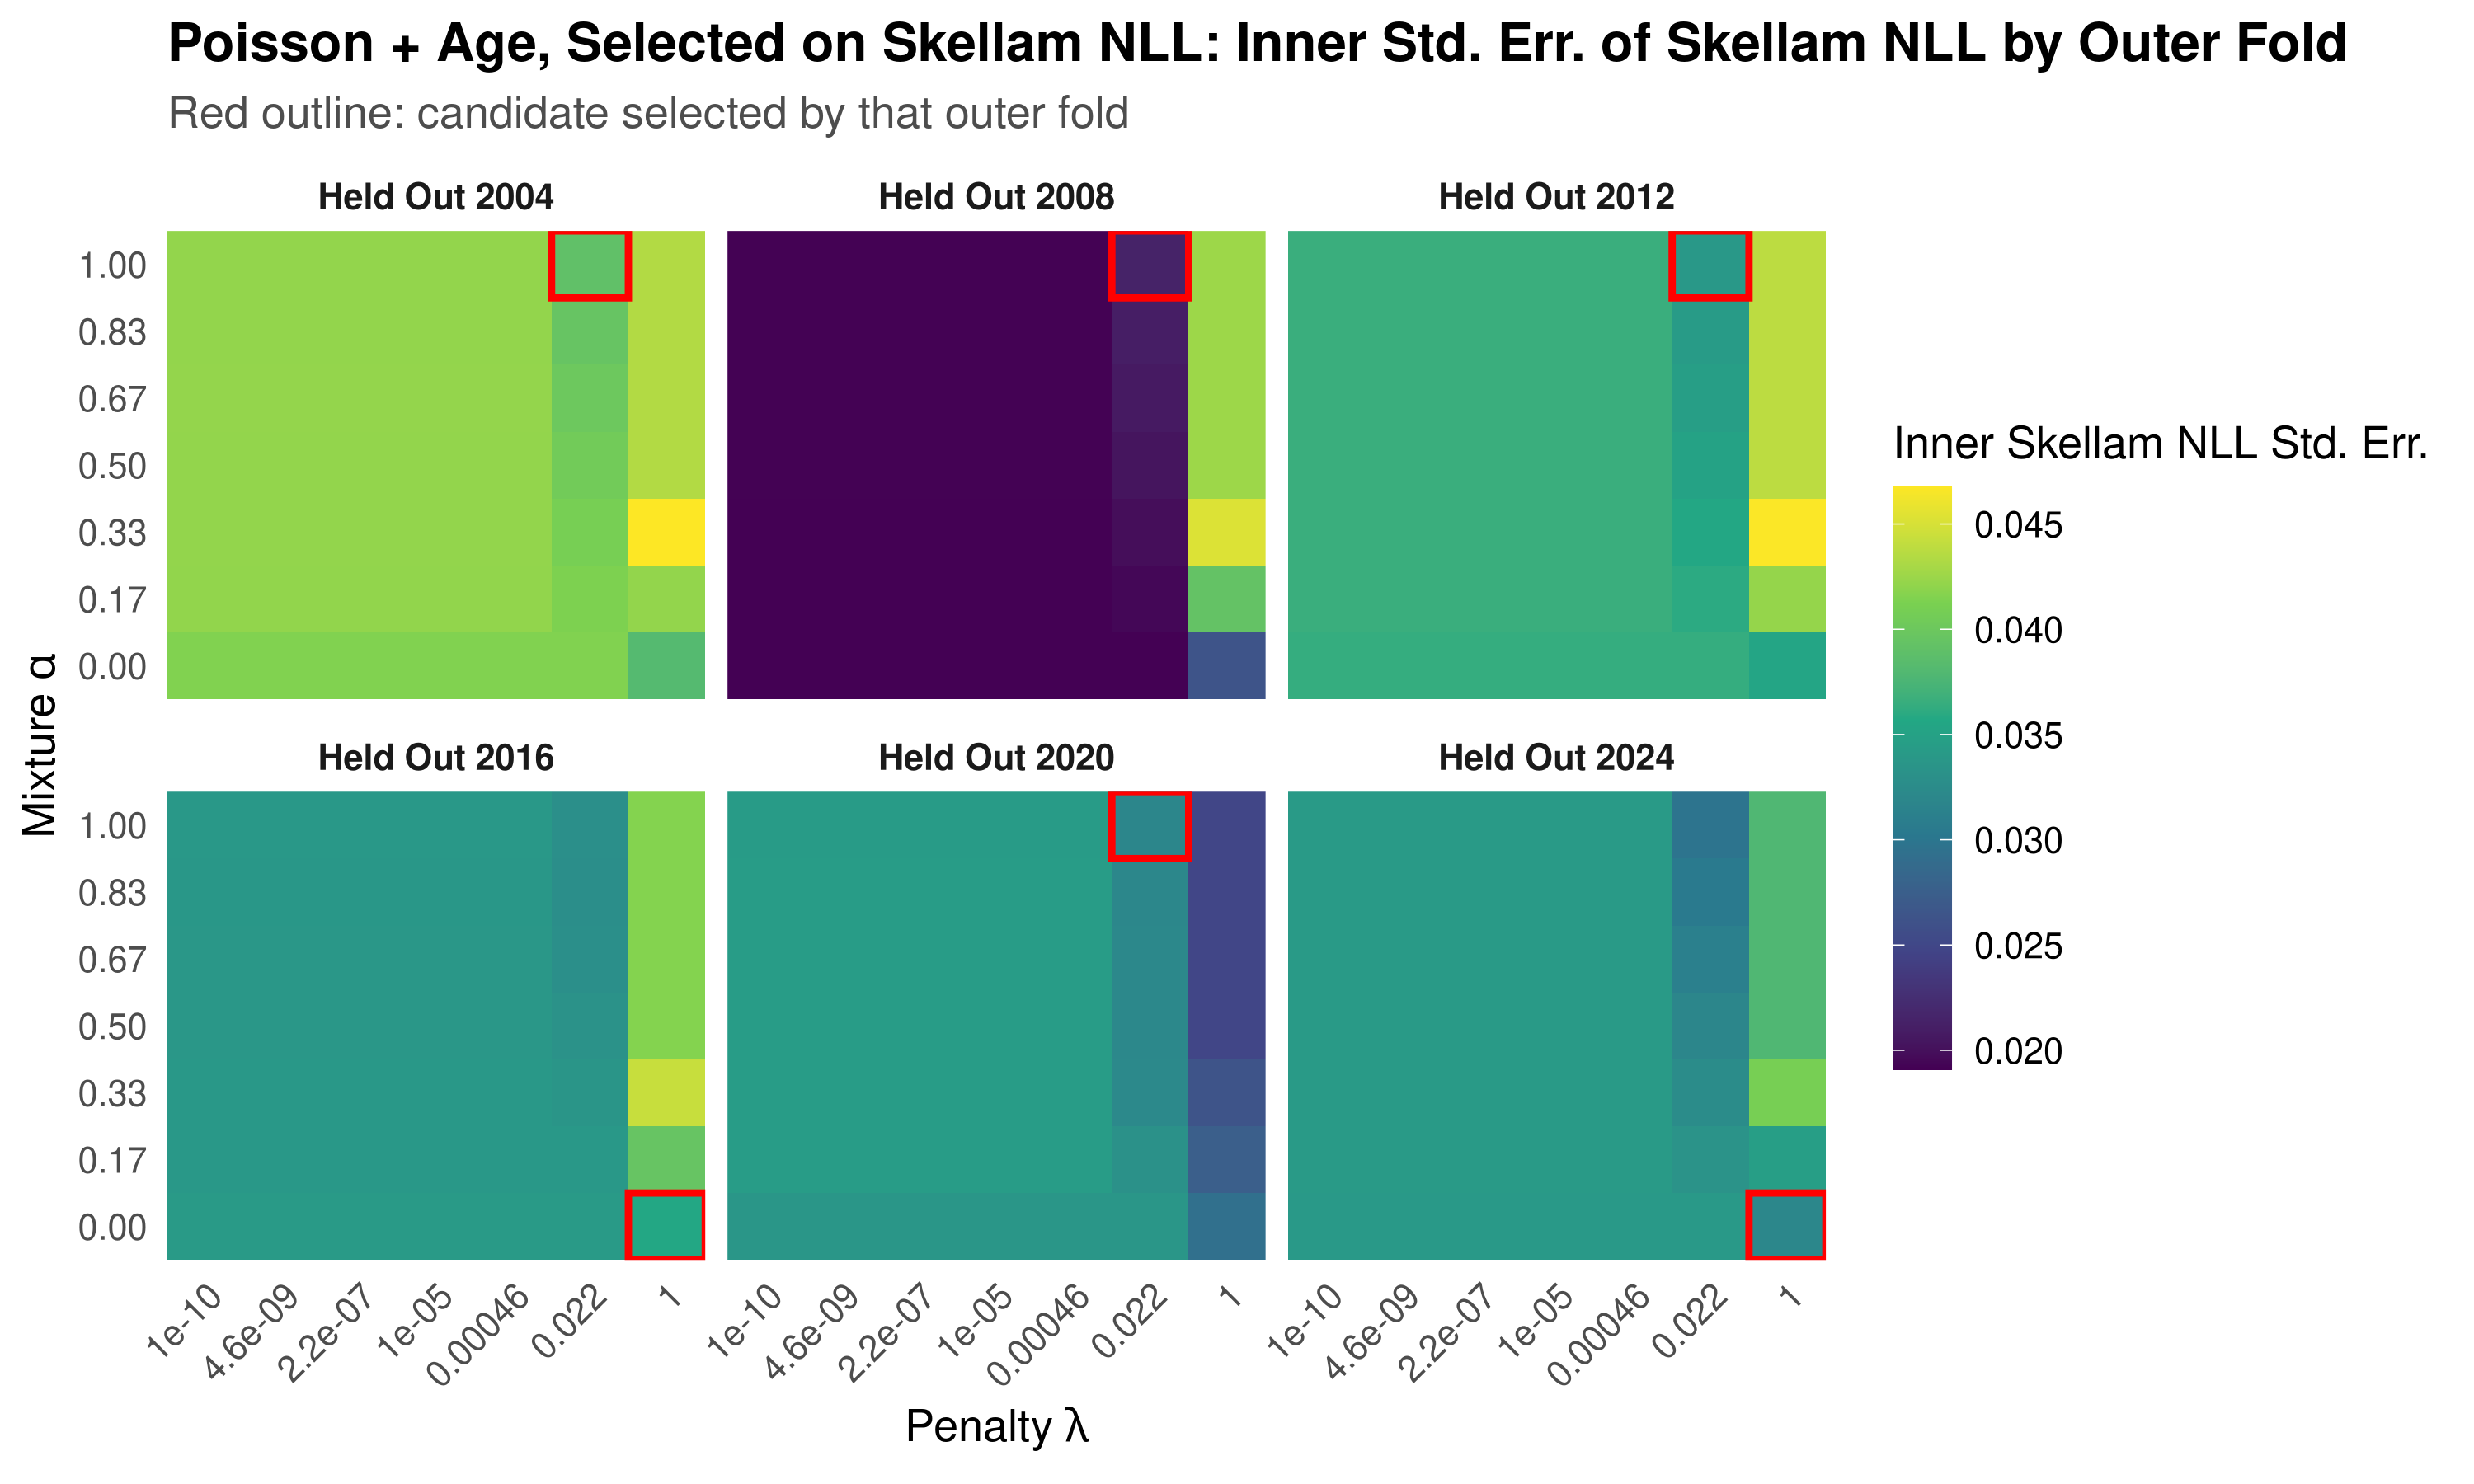 Poisson + Age, Selected on Skellam NLL: Inner Std. Err. of Skellam NLL by Outer Fold
Red outline: candidate selected by that outer fold
Held Out 2004
Held Out 2008
Held Out 2012
1.00
0.83
0.67
0.50
0.33
0.17
0.00
Held Out 2016
Held Out 2020
Held Out 2024
1.00
0.83
0.67
0.50
0.33
0.17
0.00
Mixture α
1e-10
4.6e-09
2.2e-07
1e-05
0.00046
0.022
1
1e-10
4.6e-09
2.2e-07
1e-05
0.00046
0.022
1
1e-10
4.6e-09
2.2e-07
1e-05
0.00046
0.022
1
Penalty λ
Inner Skellam NLL Std. Err.
0.045
0.040
0.035
0.030
0.025
0.020